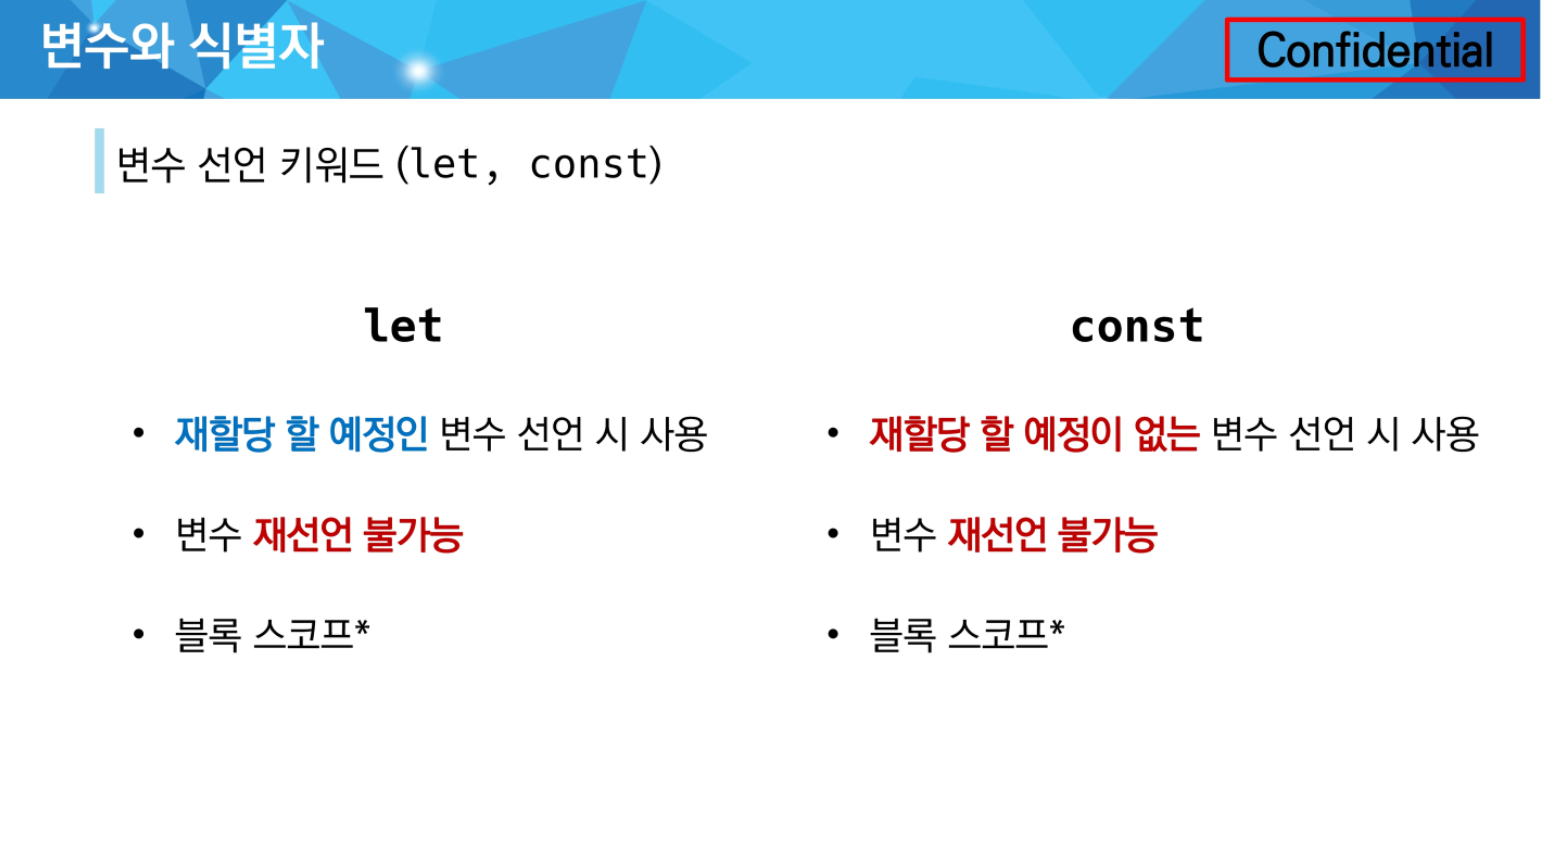 변수와 식별자
Confidential
변수 선언 키워드 (let, const)
let
• 재할당 할 예정인 변수 선언 시 사용
• 변수 재선언 불가능
• 블록 스코프*
const
• 재할당 할 예정이 없는 변수 선언 시 사용
• 변수 재선언 불가능
• 블록 스코프*